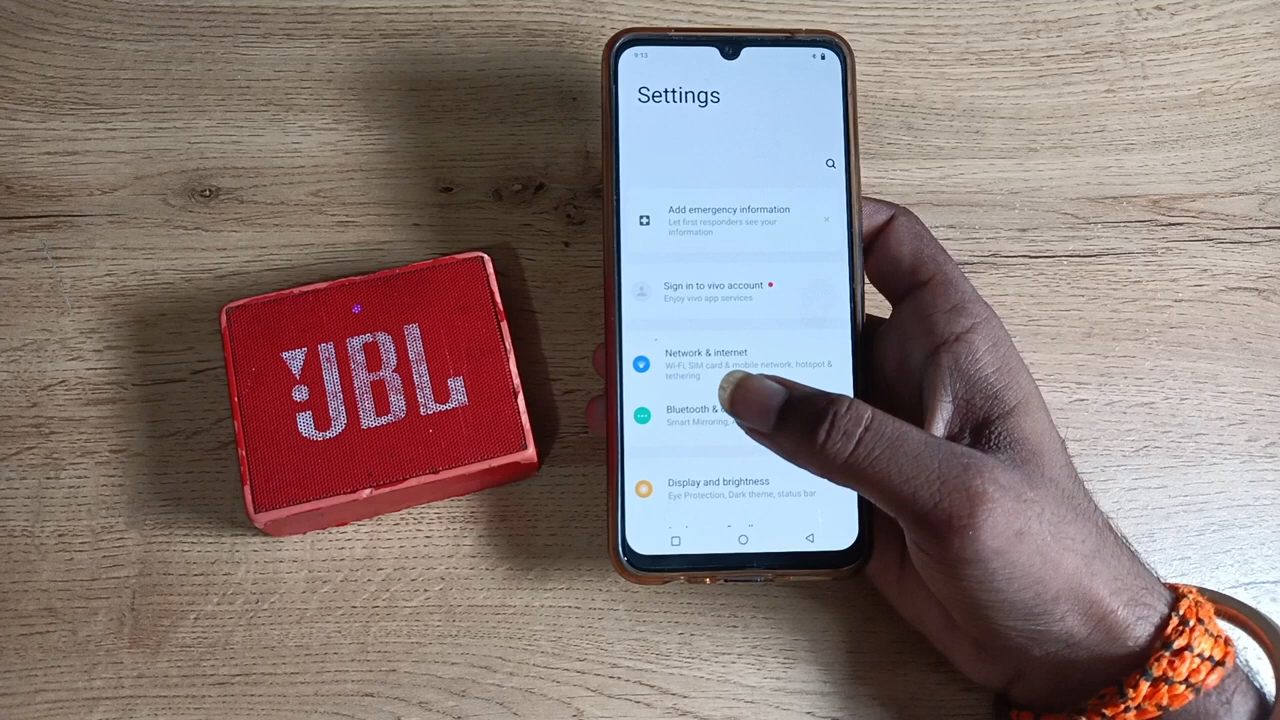 JBL
9:13
Settings
Add emergency information
Let first responders see your
information
Sign in to vivo account
Enjoy vivo app services
Network & internet
Wi-Fi, SIM card & mobile network, hotspot &
tethering
Bluetooth &
Smart Mirroring,
Display and brightness
Eye Protection, Dark theme, status bar